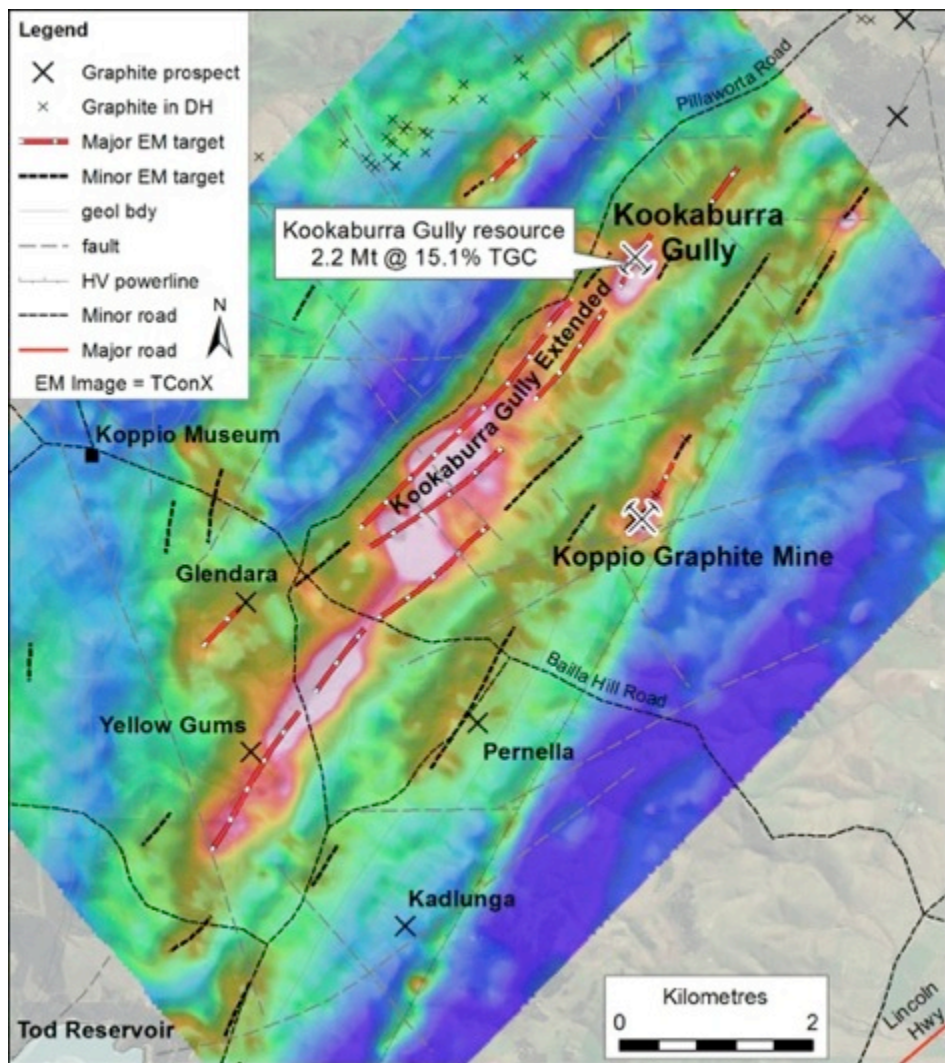 Legend
Graphite prospect
Graphite in DH
Major EM target
Minor EM target
geol bdy
fault
HV powerline
Minor road
Major road
N
EM Image = TConX
Pillaworta Road
Kookaburra
Gully
Kookaburra Gully resource
2.2 Mt @ 15.1% TGC
Kookaburra Gully Extended
Koppio Museum
Koppio Graphite Mine
Glendara
Bailla Hill Road
Yellow Gums
Pernella
Kadlunga
Kilometres
0 2
Lincoln
Hwy
Tod Reservoir